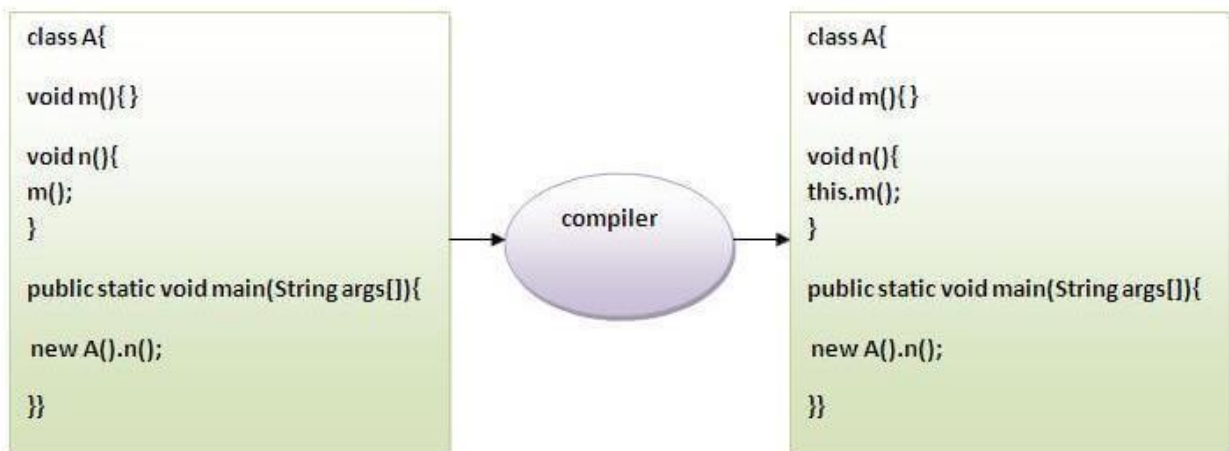 class A{
void m(){ }
void n(){
m();
}
public static void main(String args[]){
new A().n();
}}
compiler
class A{
void m(){ }
void n(){
this.m();
}
public static void main(String args[]){
new A().n();
}}